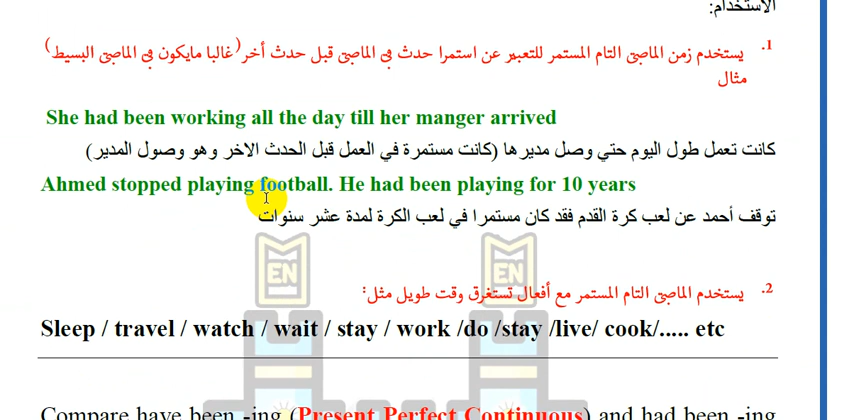 الاستخدام:
1. يستخدم زمن الماضي التام المستمر للتعبير عن استمرا حدث في الماضي قبل حدث أخر(غالبا مايكون في الماضي البسيط)
مثال
She had been working all the day till her manger arrived
كانت تعمل طول اليوم حتي وصل مديرها (كانت مستمرة في العمل قبل الحدث الاخر وهو وصول المدير)
Ahmed stopped playing football. He had been playing for 10 years
توقف أحمد عن لعب كرة القدم فقد كان مستمرا في لعب الكرة لمدة عشر سنوات
EN EN
2. يستخدم الماضي التام المستمر مع أفعال تستغرق وقت طويل مثل:
Sleep / travel / watch / wait / stay / work /do /stay /live/ cook/..... etc
Compare have been -ing (Present Perfect Continuous) and had been -ing